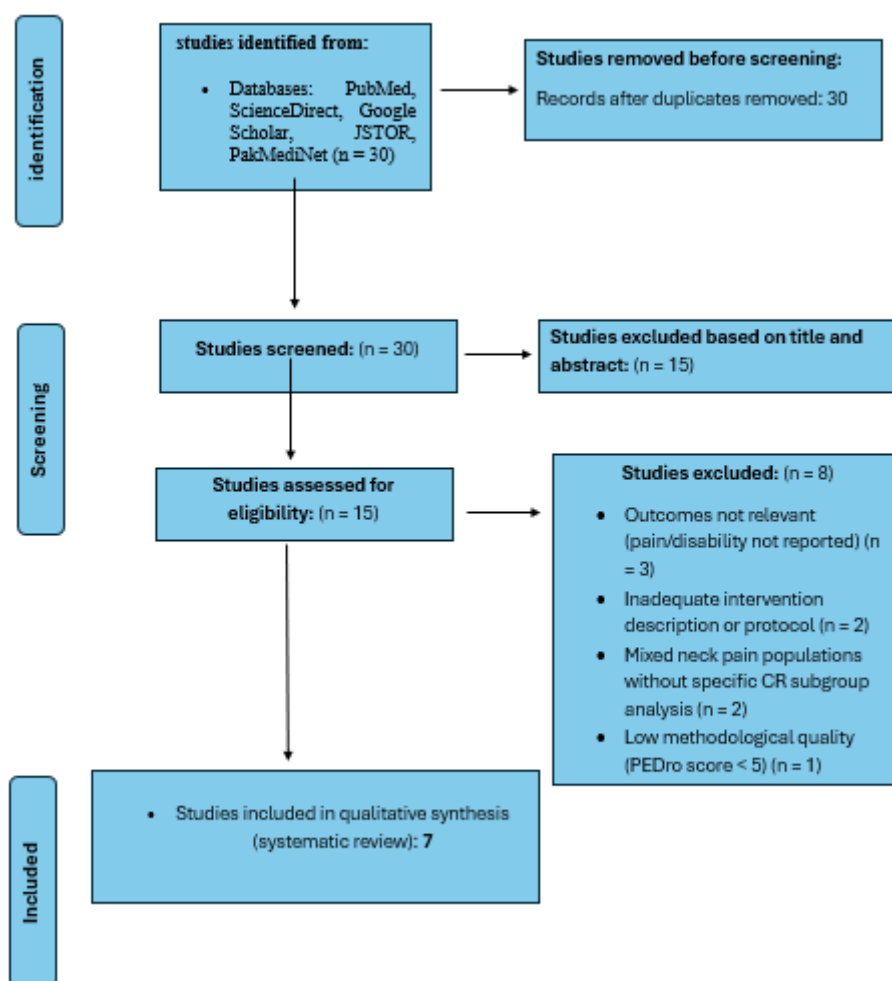 identification
studies identified from:
• Databases: PubMed,
ScienceDirect, Google
Scholar, JSTOR,
PakMediNet (n = 30)
Studies removed before screening:
Records after duplicates removed: 30
Screening
Studies screened: (n = 30)
Studies excluded based on title and
abstract: (n = 15)
Studies assessed for
eligibility: (n = 15)
Studies excluded: (n = 8)
• Outcomes not relevant
(pain/disability not reported) (n
= 3)
• Inadequate intervention
description or protocol (n = 2)
• Mixed neck pain populations
without specific CR subgroup
analysis (n = 2)
• Low methodological quality
(PEDro score < 5) (n = 1)
Included
• Studies included in qualitative synthesis
(systematic review): 7